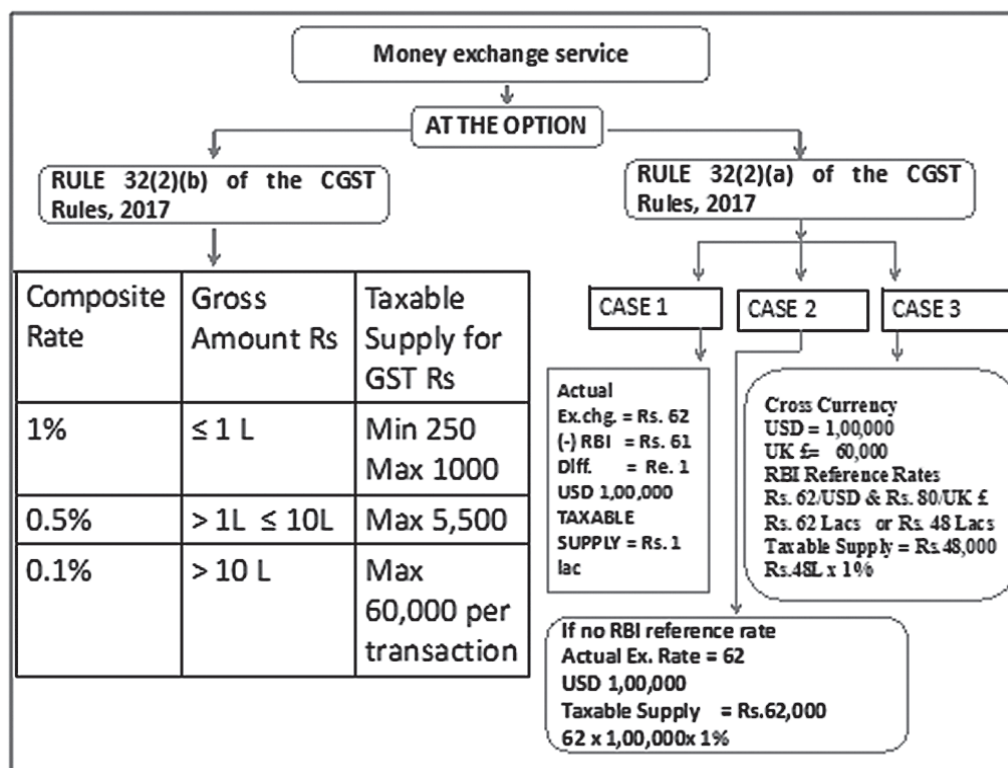 Money exchange service
AT THE OPTION
RULE 32(2)(b) of the CGST
Rules, 2017
Composite
Rate
Gross
Amount Rs
Taxable
Supply for
GST Rs
1%
≤ 1 L
Min 250
Max 1000
0.5%
> 1L ≤ 10L
Max 5,500
0.1%
> 10 L
Max
60,000 per
transaction
RULE 32(2)(a) of the CGST
Rules, 2017
CASE 1
CASE 2
CASE 3
Actual
Ex.chg. = Rs. 62
(-) RBI = Rs. 61
Diff. = Re. 1
USD 1,00,000
TAXABLE
SUPPLY = Rs. 1
lac
If no RBI reference rate
Actual Ex. Rate = 62
USD 1,00,000
Taxable Supply = Rs.62,000
62 x 1,00,000x 1%
Cross Currency
USD = 1,00,000
UK £= 60,000
RBI Reference Rates
Rs. 62/USD & Rs. 80/UK £
Rs. 62 Lacs or Rs. 48 Lacs
Taxable Supply = Rs.48,000
Rs.48L x 1%